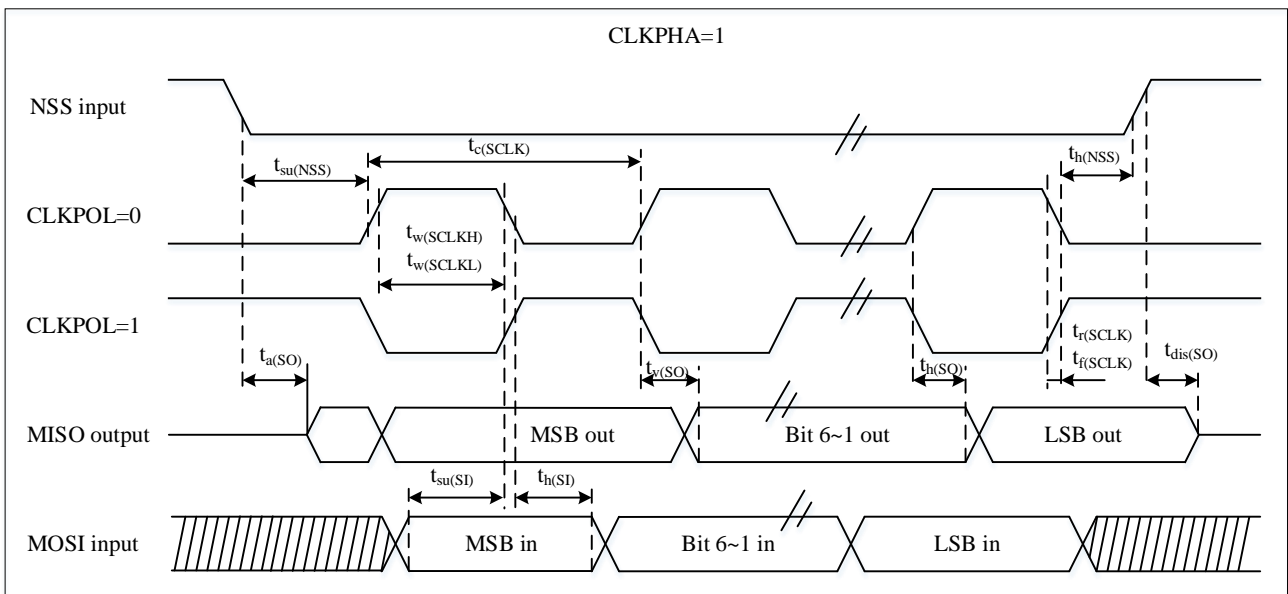 CLKPHA=1
NSS input
tc(SCLK)
tsu(NSS)
th(NSS)
CLKPOL=0
tw(SCLKH)
tw(SCLKL)
CLKPOL=1
ta(SO)
tv(SO)
th(SO)
tr(SCLK)
tf(SCLK)
tdis(SO)
MISO output
MSB out
Bit 6~1 out
LSB out
tsu(SI)
th(SI)
MOSI input
MSB in
Bit 6~1 in
LSB in